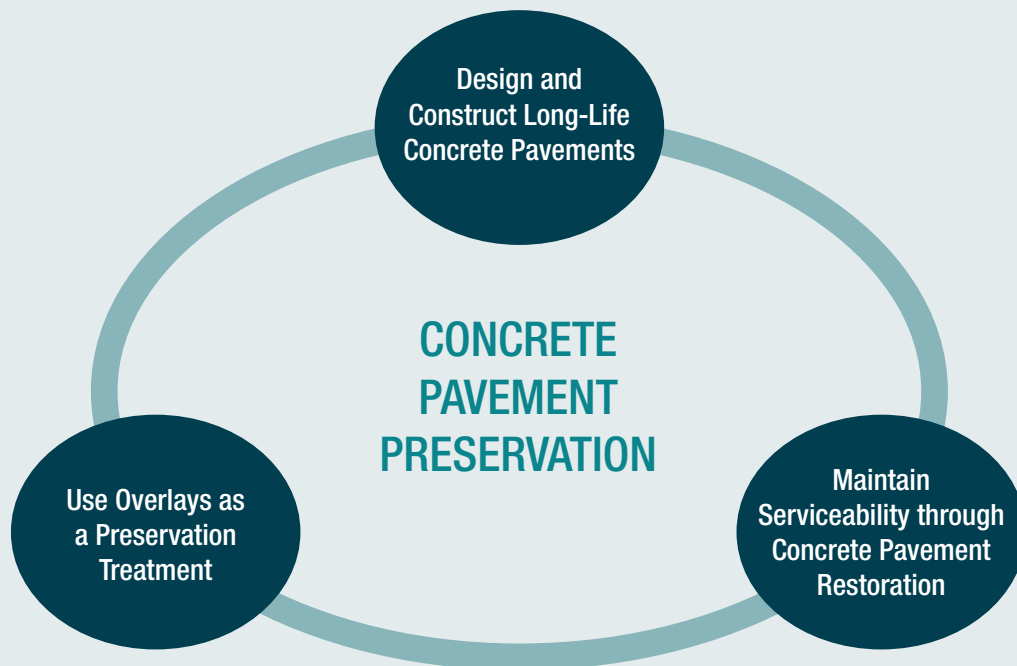 Design and
Construct Long-Life
Concrete Pavements
CONCRETE
PAVEMENT
PRESERVATION
Use Overlays as
a Preservation
Treatment
Maintain
Serviceability through
Concrete Pavement
Restoration